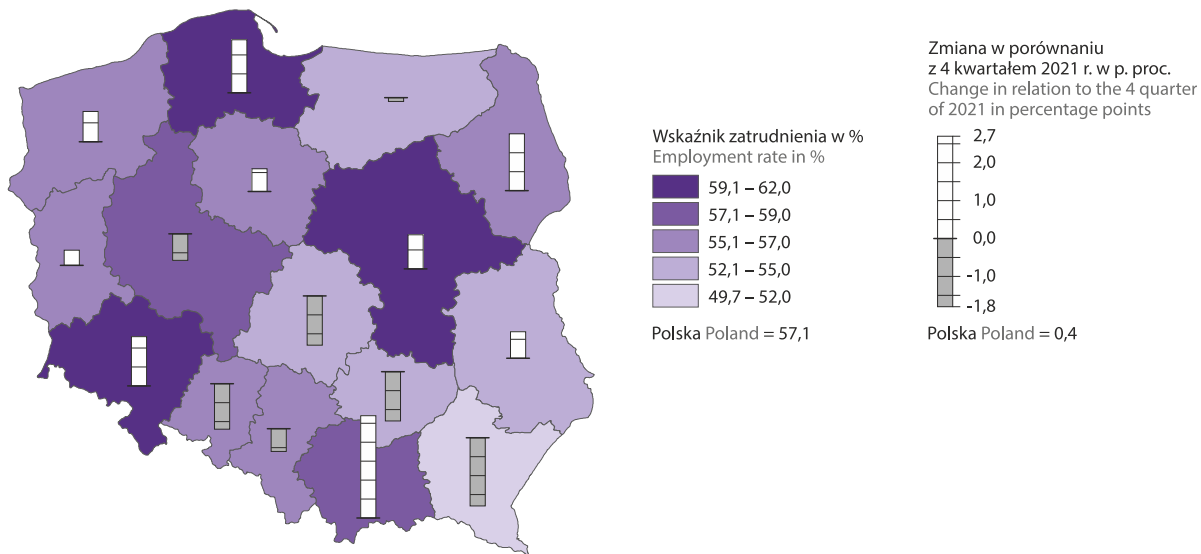 Wskaźnik zatrudnienia w %
Employment rate in %
59,1 – 62,0
57,1 – 59,0
55,1 – 57,0
52,1 – 55,0
49,7 – 52,0
Polska Poland = 57,1
Zmiana w porównaniu
z 4 kwartałem 2021 r. w p. proc.
Change in relation to the 4 quarter
of 2021 in percentage points
2,7
2,0
1,0
0,0
-1,0
-1,8
Polska Poland = 0,4